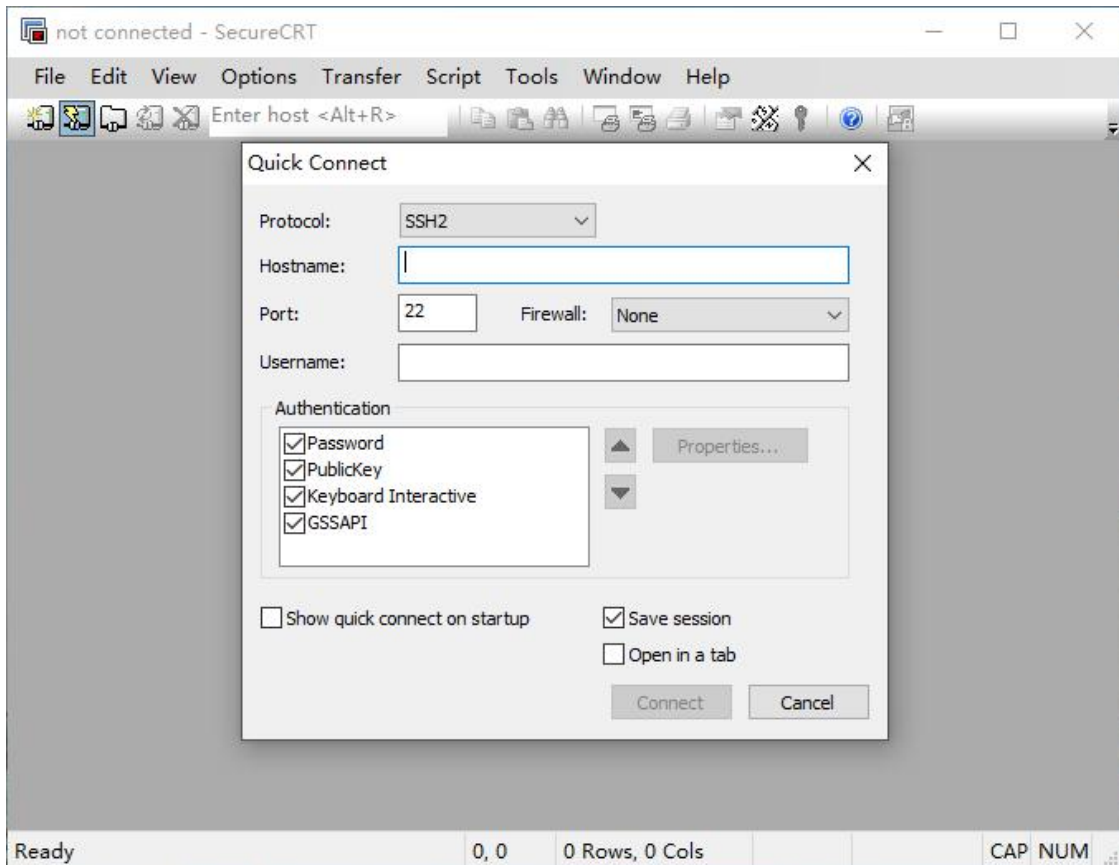 not connected - SecureCRT
File Edit View Options Transfer Script Tools Window Help
Enter host <Alt+R>
Quick Connect
Protocol: SSH2
Hostname:
Port: 22 Firewall: None
Username:
Authentication
Password
PublicKey
Properties...
Keyboard Interactive
GSSAPI
Show quick connect on startup Save session
Open in a tab
Connect Cancel
Ready 0, 0 0 Rows, 0 Cols CAP NUM